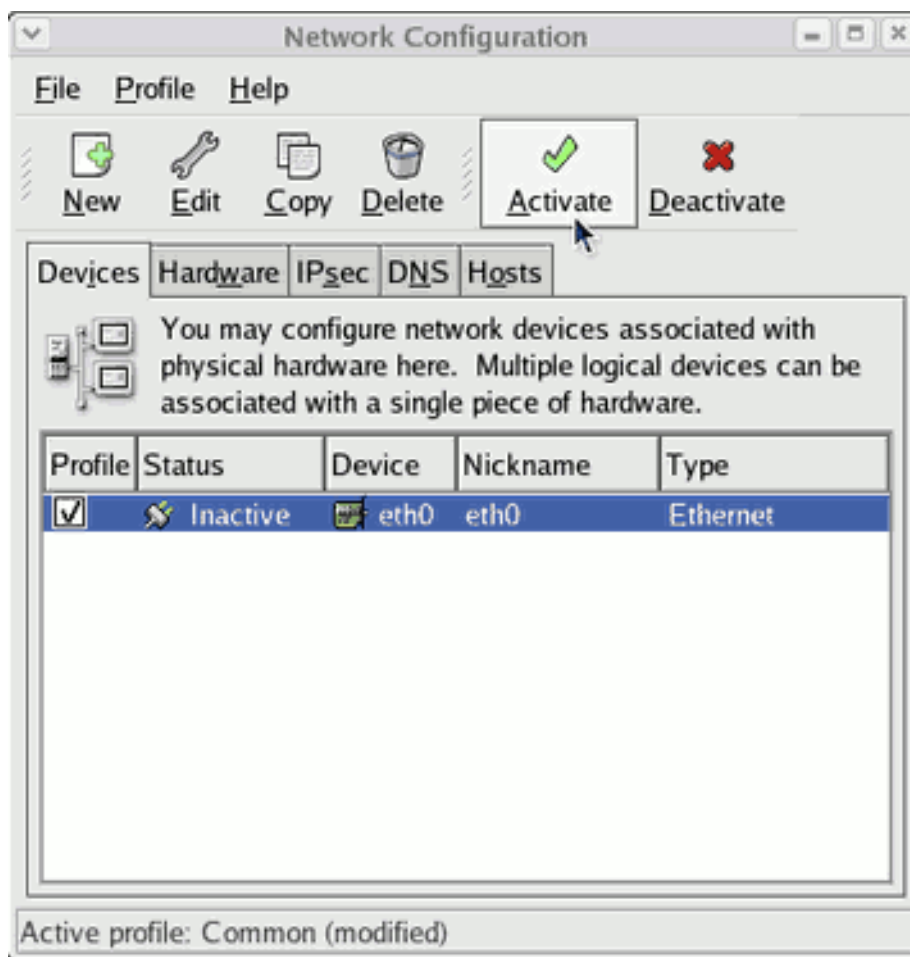 Network Configuration
File Profile Help
New Edit Copy Delete Activate Deactivate
Devices Hardware IPsec DNS Hosts
You may configure network devices associated with
physical hardware here. Multiple logical devices can be
associated with a single piece of hardware.
Profile Status Device Nickname Type
Inactive eth0 eth0 Ethernet
Active profile: Common (modified)